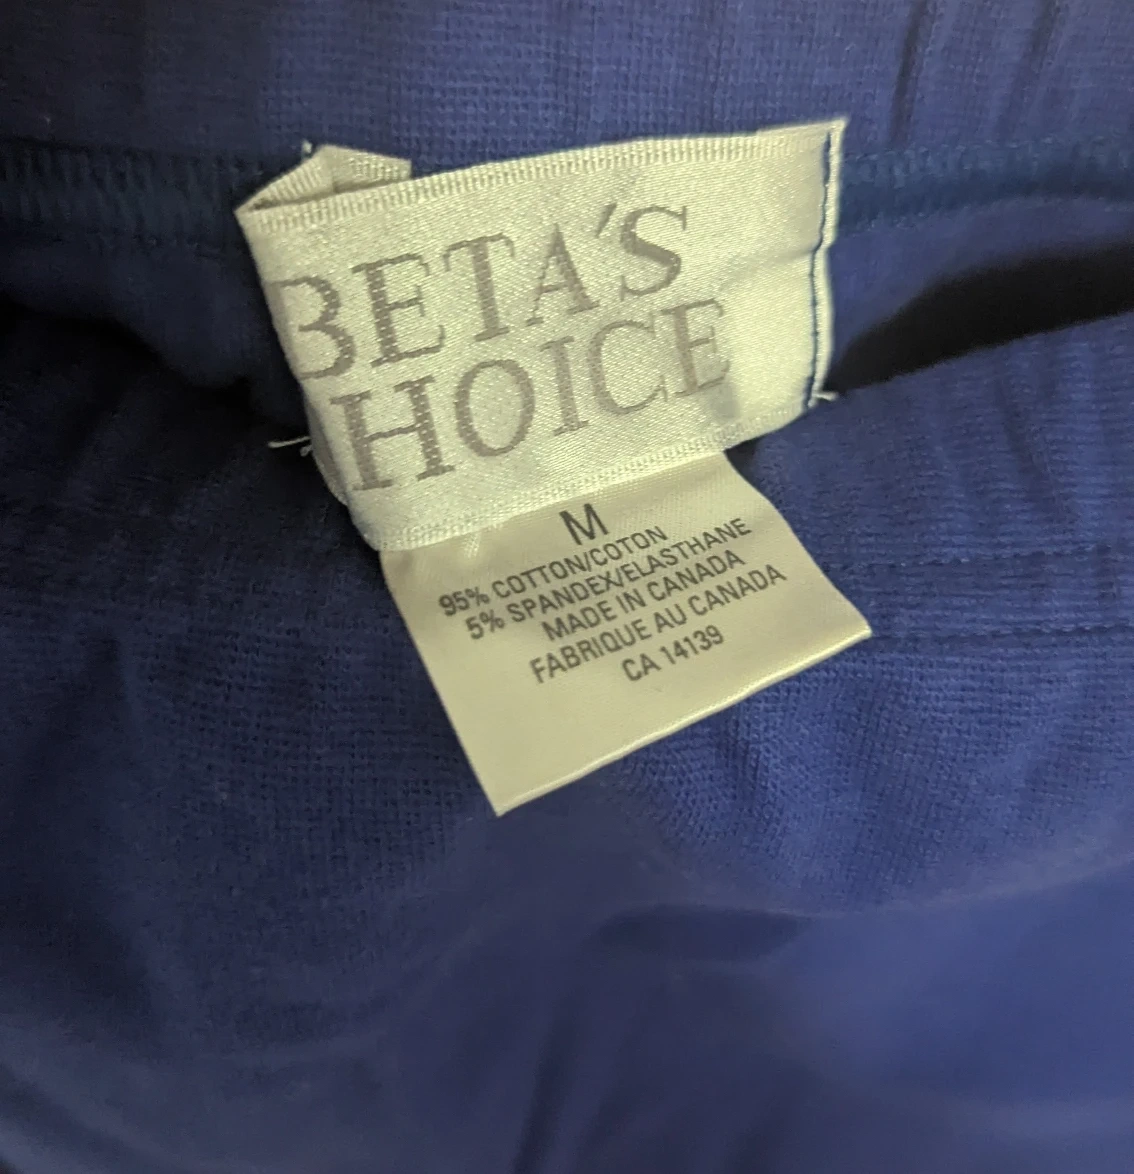 BETA'S
HOICE
M
95% COTTON/COTON
5% SPANDEX/ELASTHANE
MADE IN CANADA
FABRIQUE AU CANADA
CA 14139